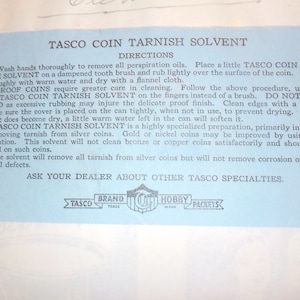 TASCO COIN TARNISH SOLVENT
DIRECTIONS
Wash hands thoroughly to remove all perspiration oils. Place a little TASCO COIN
SOLVENT on a dampened tooth brush and rub lightly over the surface of the coin.
with warm water and dry with a flannel cloth.
PROOF COINS require greater care in cleaning. Follow the above procedure, u
TASCO COIN TARNISH SOLVENT on the fingers instead of a brush. DO NOT
as excessive rubbing may injure the delicate proof finish. Clean edges with a
sure the cover is placed on the can tightly, when not in use, to prevent drying.
does become dry, a little warm water left in the can will soften it.
TASCO COIN TARNISH SOLVENT is a highly specialized preparation, primarily in
moving tarnish from silver coins. Gold or nickel coins may be improved by usi
tion. This solvent will not clean bronze or copper coins satisfactorily and shou
on such coins.
solvent will remove all tarnish from silver coins but will not remove corrosion o
defects.
ASK YOUR DEALER ABOUT OTHER TASCO SPECIALTIES.
TASCO BRAND HOBBY PACKETS
TRADE MARK